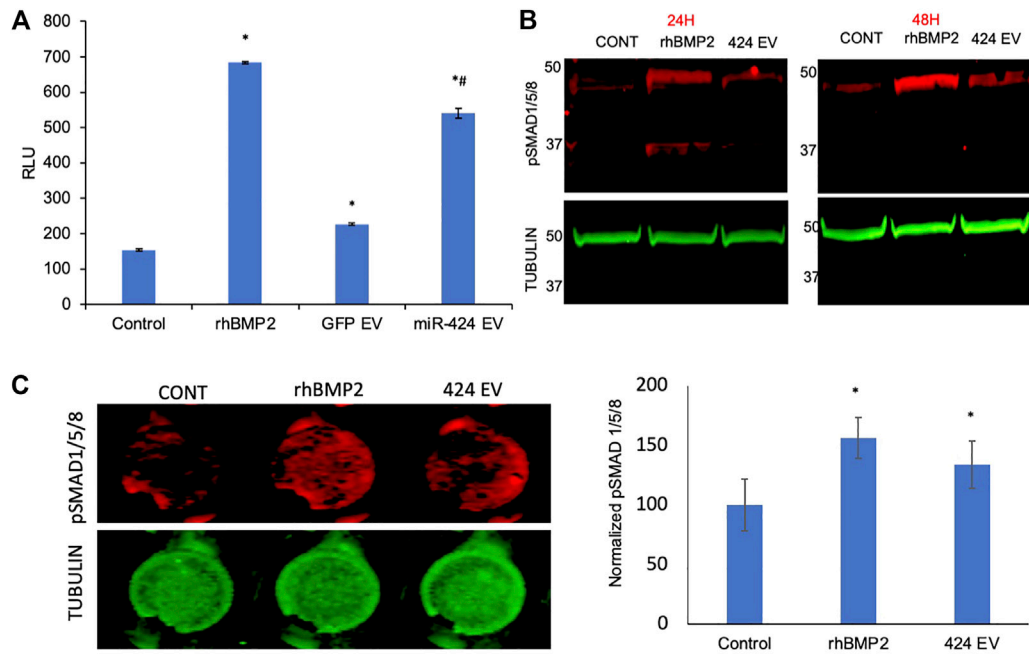 A
800
700
600
500
400
300
200
100
0
RLU
*
*
*#
Control rhBMP2 GFP EV miR-424 EV
B
24H 48H
CONT rhBMP2 424 EV CONT rhBMP2 424 EV
pSMAD1/5/8
50
37
50
37
TUBULIN
50
37
50
37
C
CONT rhBMP2 424 EV
pSMAD1/5/8
TUBULIN
Normalized pSMAD 1/5/8
200
150
100
50
0
*
*
Control rhBMP2 424 EV